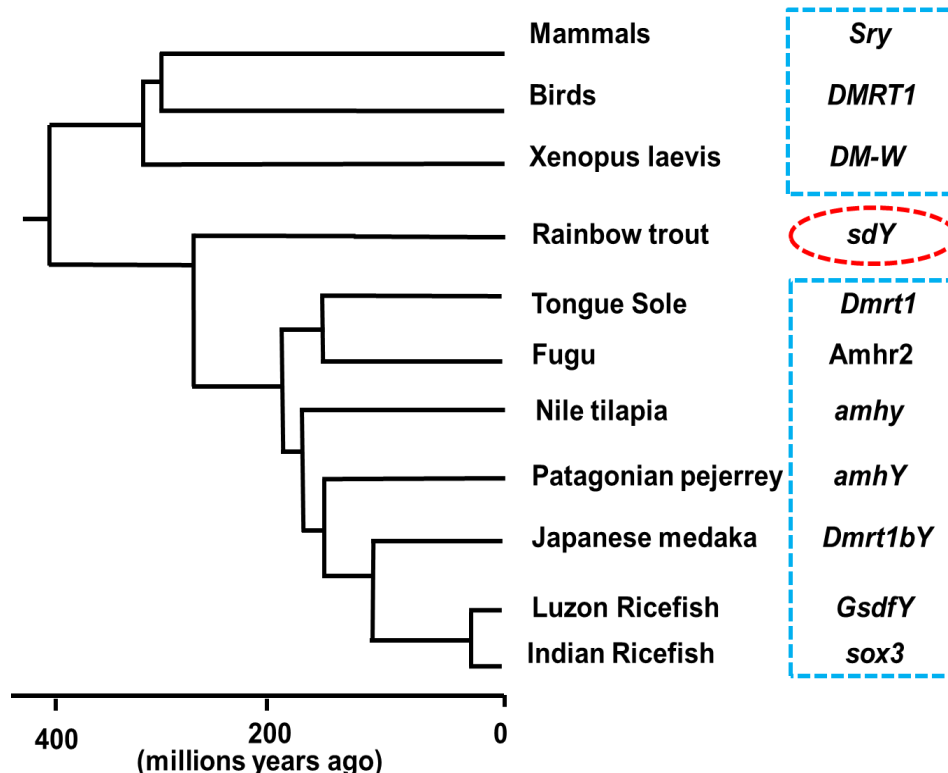 Mammals Sry
Birds DMRT1
Xenopus laevis DM-W
Rainbow trout sdY
Tongue Sole Dmrt1
Fugu Amhr2
Nile tilapia amhy
Patagonian pejerrey amhY
Japanese medaka Dmrt1bY
Luzon Ricefish GsdfY
Indian Ricefish sox3
400 200 0
(millions years ago)